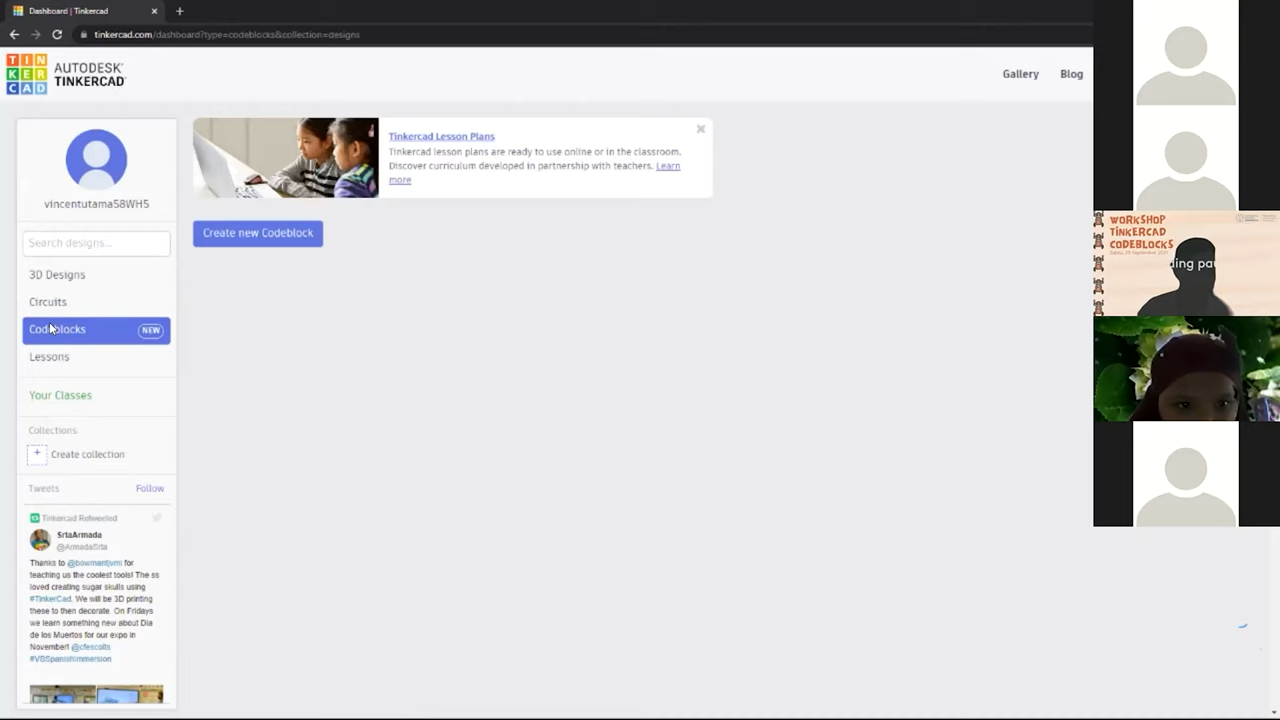 Dashboard | Tinkercad
tinkercad.com/dashboard?type=codeblocks&collection=designs
TIN
KER
CAD
AUTODESK
TINKERCAD
Gallery
Blog
vincentutama58WH5
Search designs...
3D Designs
Circuits
Codeblocks
NEW
Lessons
Your Classes
Collections
+ Create collection
Tweets
Follow
Tinkercad Retweeted
SrtaArmada
@ArmadaSrta
Thanks to @bowmantjvmi for
teaching us the coolest tools! The ss
loved creating sugar skulls using
#TinkerCad. We will be 3D printing
these to then decorate. On Fridays
we learn something new about Dia
de los Muertos for our expo in
November! @cfescolts
#VBSpanishImmersion
Tinkercad Lesson Plans
Tinkercad lesson plans are ready to use online or in the classroom.
Discover curriculum developed in partnership with teachers. Learn
more
Create new Codeblock
WORKSHOP
TINKERCAD
CODEBLOCKS